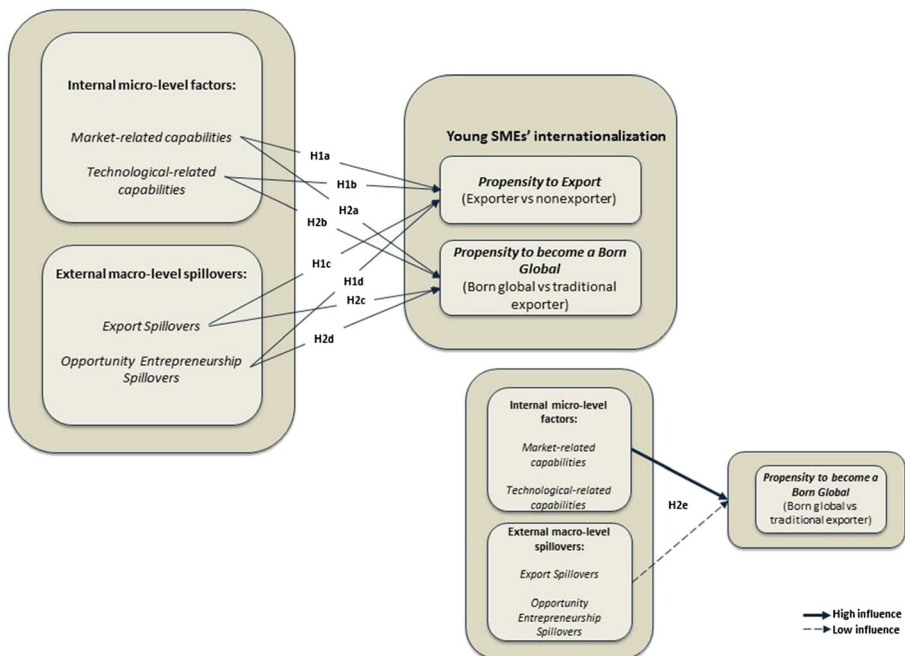 Internal micro-level factors:
Market-related capabilities
Technological-related
capabilities
External macro-level spillovers:
Export Spillovers
Opportunity Entrepreneurship
Spillovers
H1a
H1b
H2a
H2b
H1c
H1d
H2c
H2d
Young SMEs' internationalization
Propensity to Export
(Exporter vs nonexporter)
Propensity to become a Born
Global
(Born global vs traditional
exporter)
Internal micro-level
factors:
Market-related
capabilities
Technological-related
capabilities
External macro-level
spillovers:
Export Spillovers
Opportunity
Entrepreneurship
Spillovers
H2e
Propensity to become a
Born Global
(Born global vs
traditional exporter)
High influence
Low influence